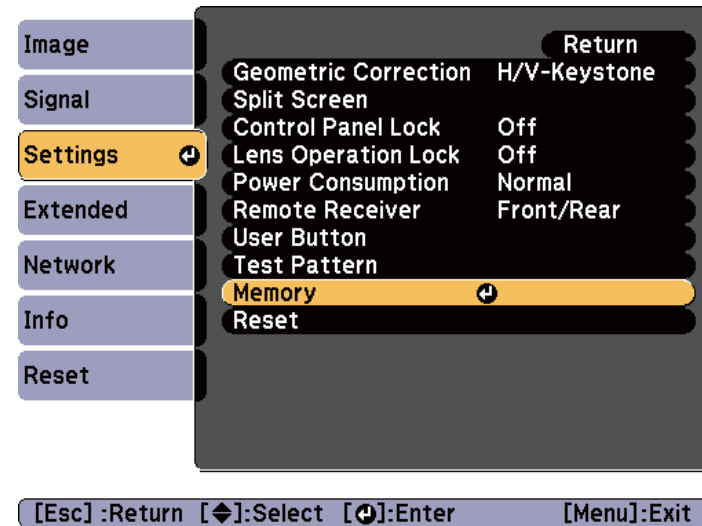 Image
Signal
Settings
Extended
Network
Info
Reset
Return
Geometric Correction H/V-Keystone
Split Screen
Control Panel Lock Off
Lens Operation Lock Off
Power Consumption Normal
Remote Receiver Front/Rear
User Button
Test Pattern
Memory
Reset
[Esc] :Return [◆]:Select [⏎]:Enter [Menu]:Exit